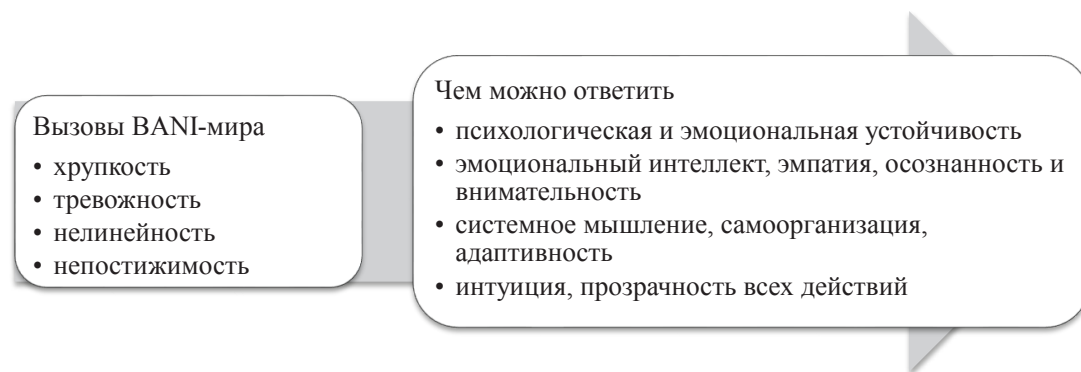 Вызовы BANI-мира
• хрупкость
• тревожность
• нелинейность
• непостижимость
Чем можно ответить
• психологическая и эмоциональная устойчивость
• эмоциональный интеллект, эмпатия, осознанность и
внимательность
• системное мышление, самоорганизация,
адаптивность
• интуиция, прозрачность всех действий